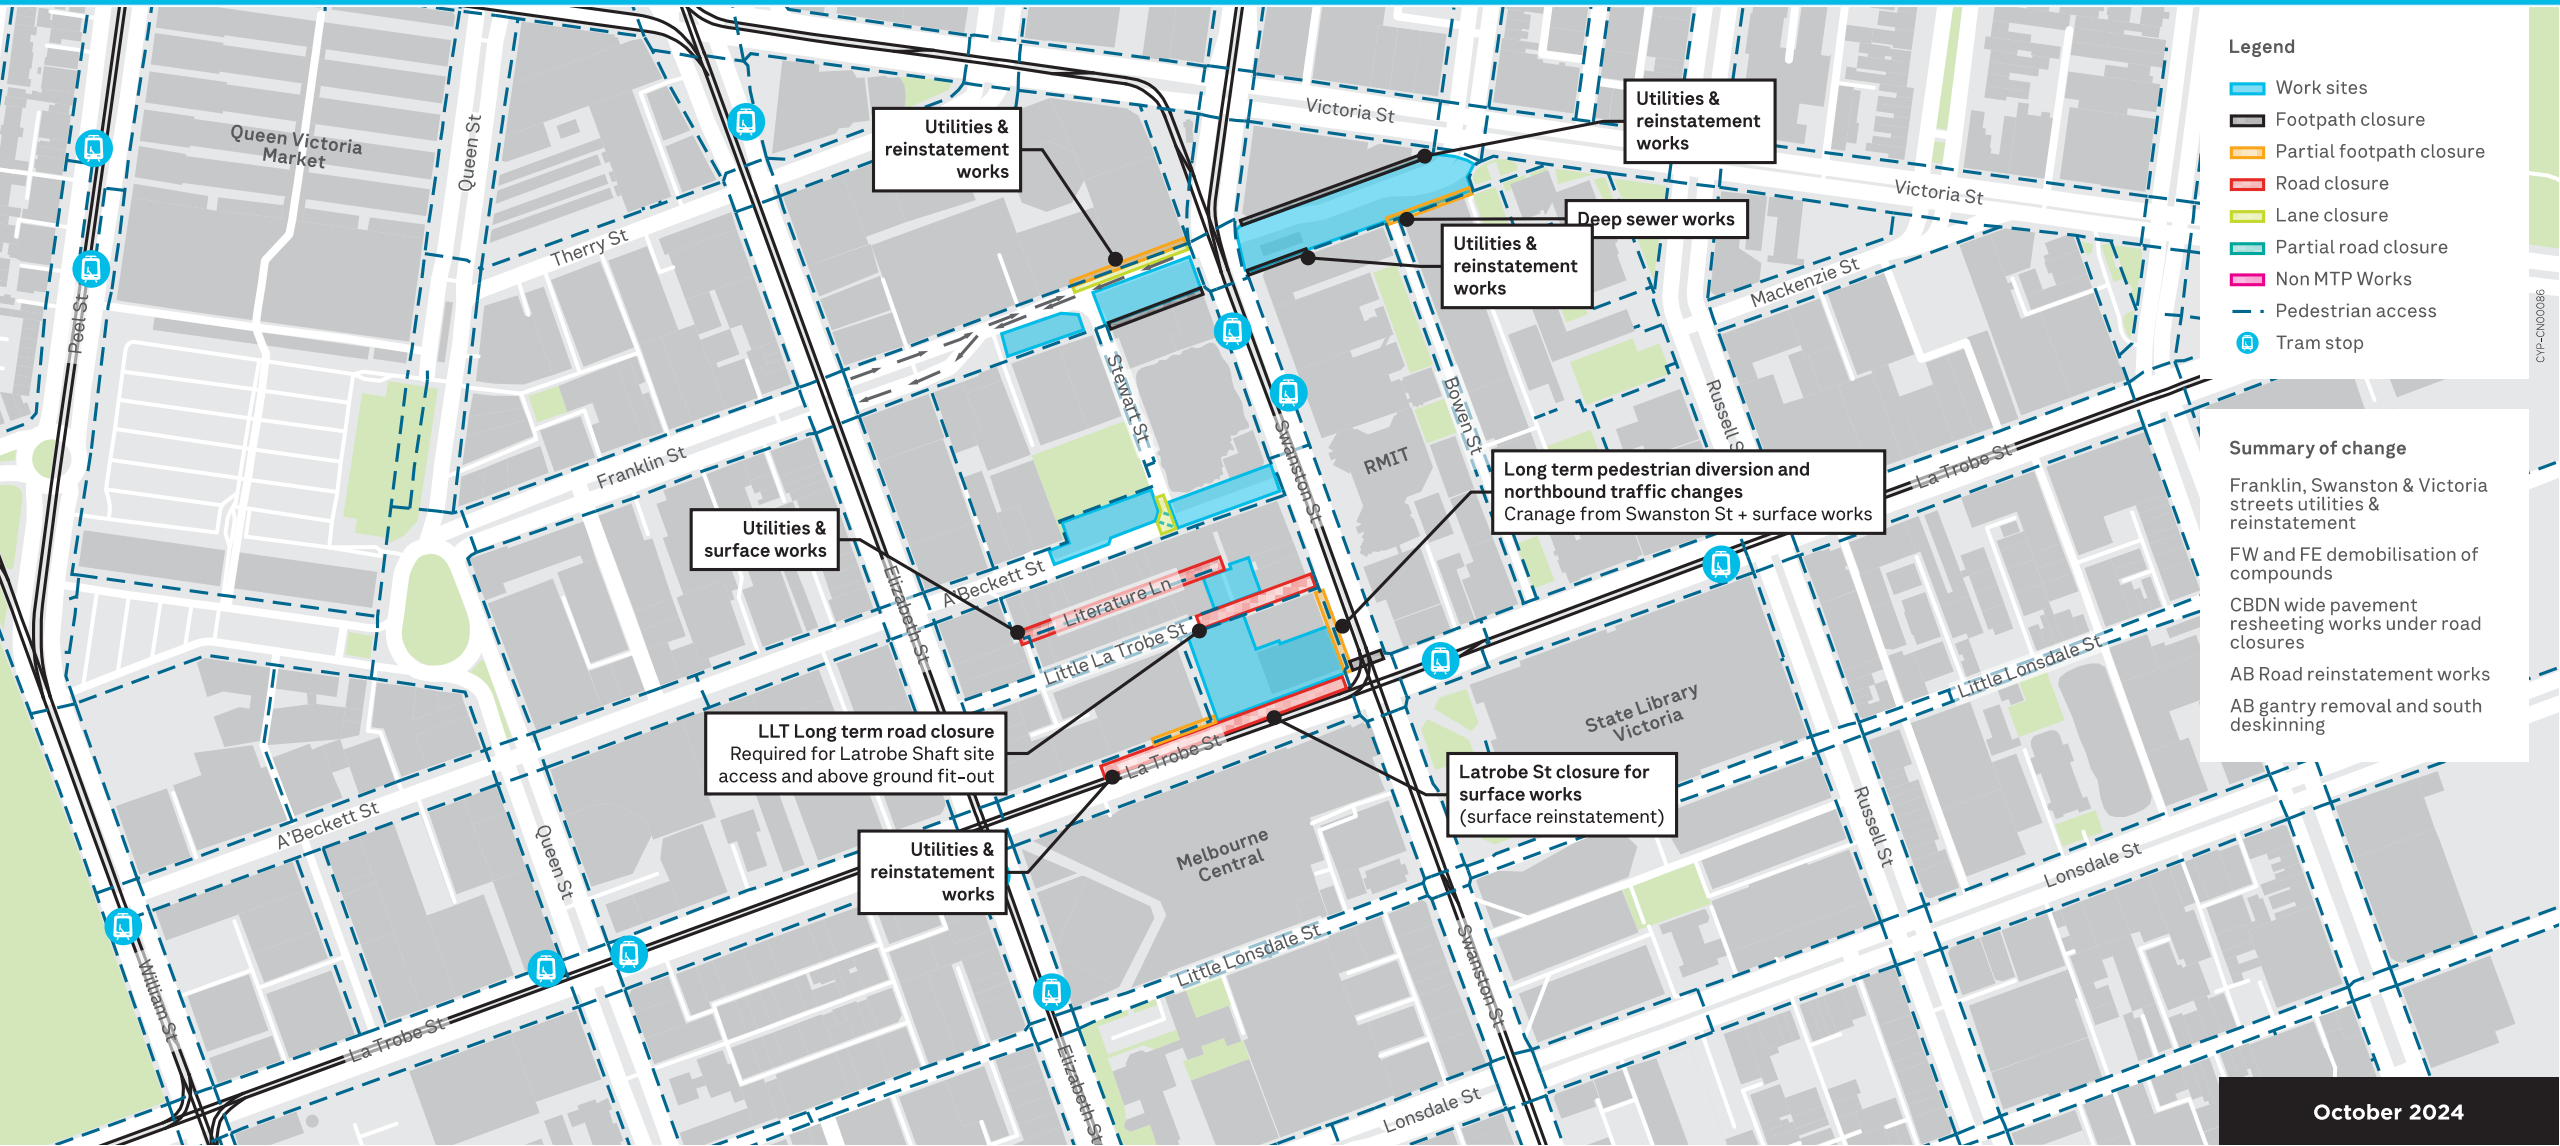 Victoria St
Utilities &
reinstatement
works
Utilities &
reinstatement
works
Queen Victoria
Market
Queen St
Victoria St
Deep sewer works
Therry St
Utilities &
reinstatement
works
Mackenzie St
Peel St
Stewart St
Bowen St
Russell S
Swanston St
RMIT
Franklin St
La Trobe St
Long term pedestrian diversion and
northbound traffic changes
Cranage from Swanston St + surface works
Utilities &
surface works
Elizabeth St
A'Beckett St
Literature Ln
Little La Trobe St
Little Lonsdale St
State Library
Victoria
LLT Long term road closure
Required for Latrobe Shaft site
access and above ground fit-out
La Trobe St
Latrobe St closure for
surface works
(surface reinstatement)
A'Beckett St
Queen St
Utilities &
reinstatement
works
Melbourne
Central
Russell St
Lonsdale St
Little Lonsdale St
Swanston St
William St
La Trobe St
Elizabeth St
Lonsdale St
Legend
Work sites
Footpath closure
Partial footpath closure
Road closure
Lane closure
Partial road closure
Non MTP Works
Pedestrian access
Tram stop
CYP-CN00086
Summary of change
Franklin, Swanston & Victoria
streets utilities &
reinstatement
FW and FE demobilisation of
compounds
CBDN wide pavement
resheeting works under road
closures
AB Road reinstatement works
AB gantry removal and south
deskinning
October 2024